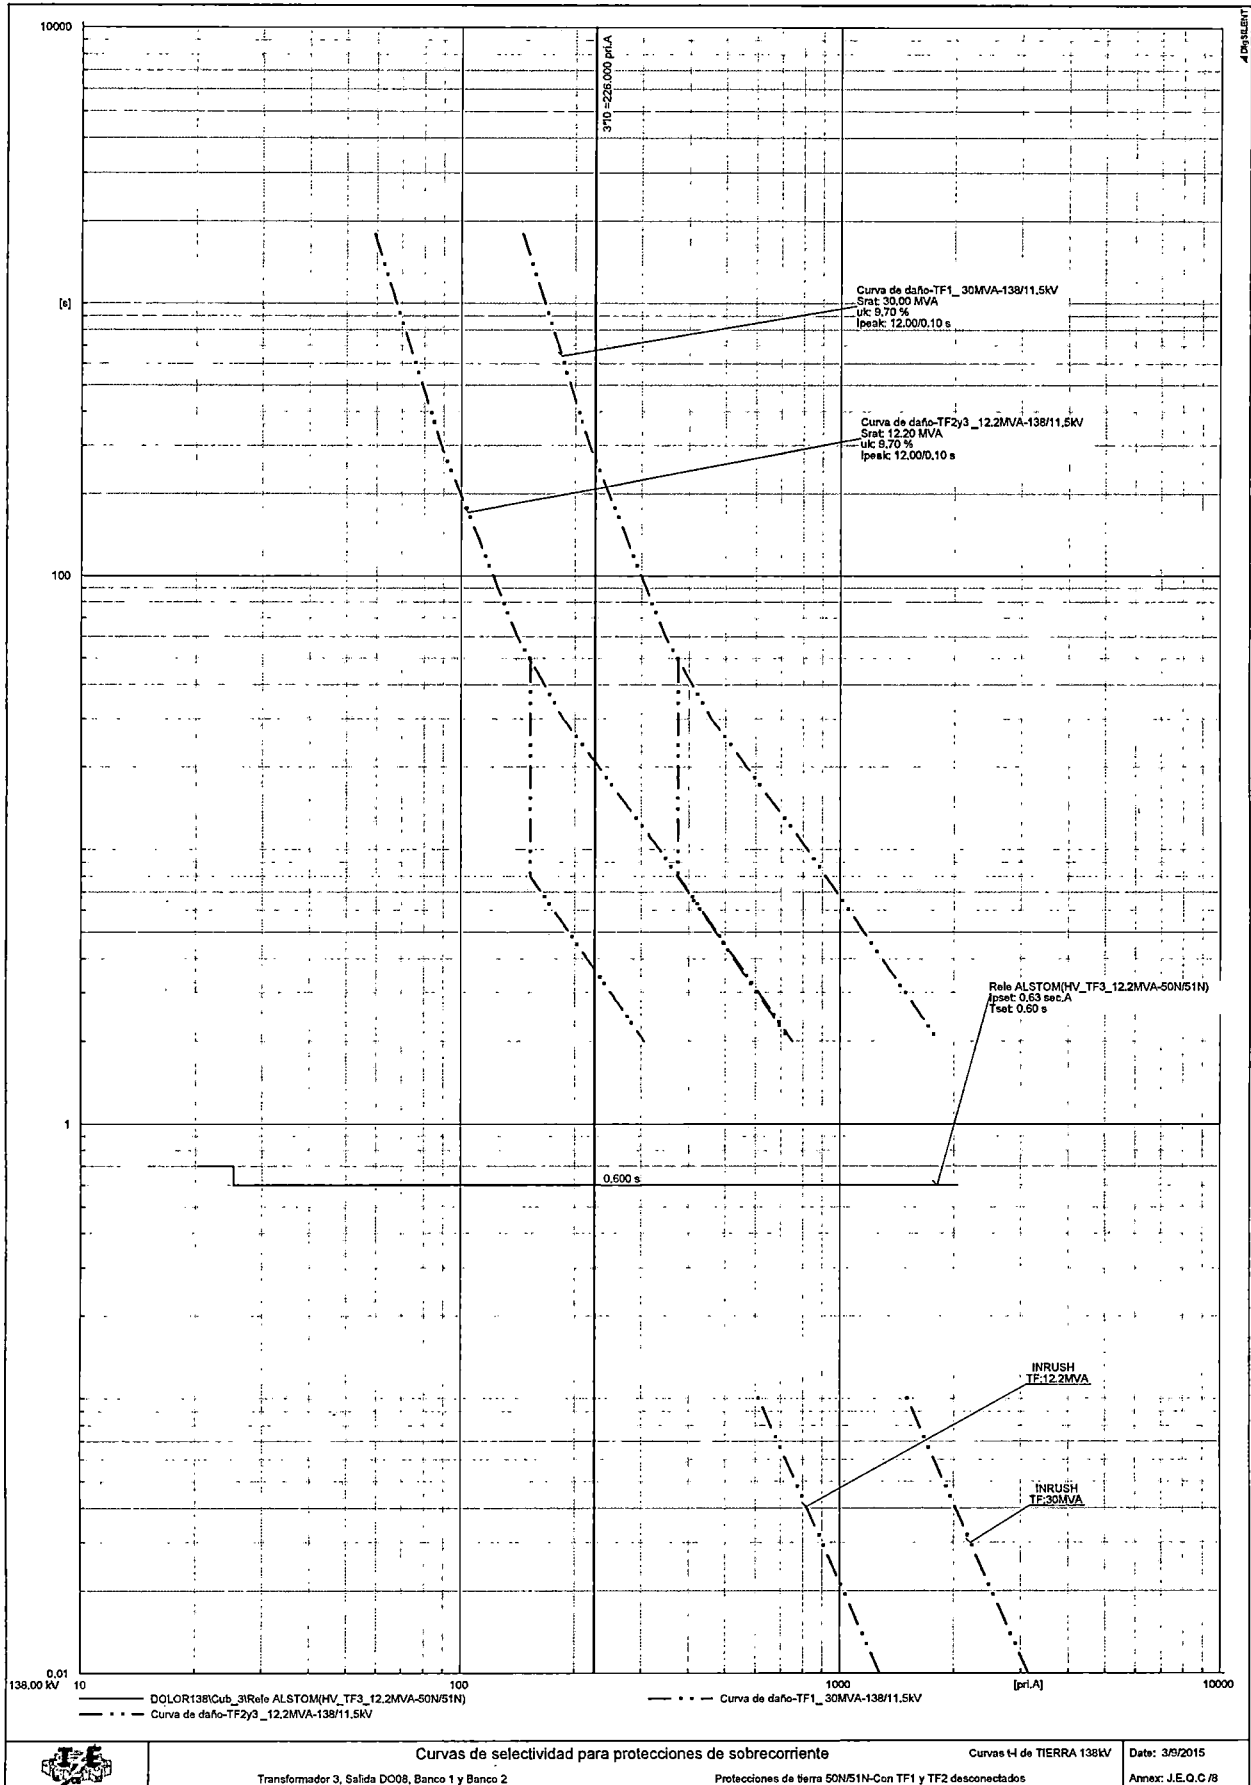 10000
DIgSILENT
3*I0 =226.000 pri.A
[s]
Curva de daño-TF1_ 30MVA-138/11.5kV
Srat: 30.00 MVA
uk: 9.70 %
Ipeak: 12.00/0.10 s
Curva de daño-TF2y3_12.2MVA-138/11.5kV
Srat: 12.20 MVA
uk: 9.70 %
Ipeak: 12.00/0.10 s
100
Rele ALSTOM(HV_TF3_12.2MVA-50N/51N)
Ipset: 0.63 sec.A
Tset: 0.60 s
1
0.600 s
INRUSH
TF:12.2MVA
INRUSH
TF:30MVA
0.01
138.00 kV 10 100 1000 [pri.A] 10000
DOLOR138\Cub_3\Rele ALSTOM(HV_TF3_12.2MVA-50N/51N)
Curva de daño-TF1_ 30MVA-138/11.5kV
Curva de daño-TF2y3_12.2MVA-138/11.5kV
I.E
Curvas de selectividad para protecciones de sobrecorriente
Curvas t-I de TIERRA 138kV
Date: 3/9/2015
Transformador 3, Salida DO08, Banco 1 y Banco 2
Protecciones de tierra 50N/51N-Con TF1 y TF2 desconectados
Annex: J.E.Q.C /8